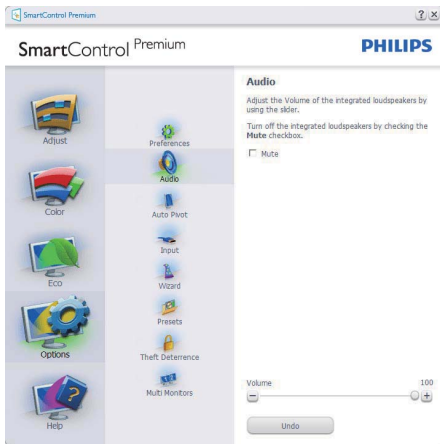 SmartControl Premium
SmartControl Premium
PHILIPS
Adjust
Color
Eco
Options
Help
Preferences
Audio
Auto Pivot
Input
Wizard
Presets
Theft Deterrence
Multi Monitors
Audio
Adjust the Volume of the integrated loudspeakers by
using the slider.
Turn off the integrated loudspeakers by checking the
Mute checkbox.
Mute
Volume 100
Undo